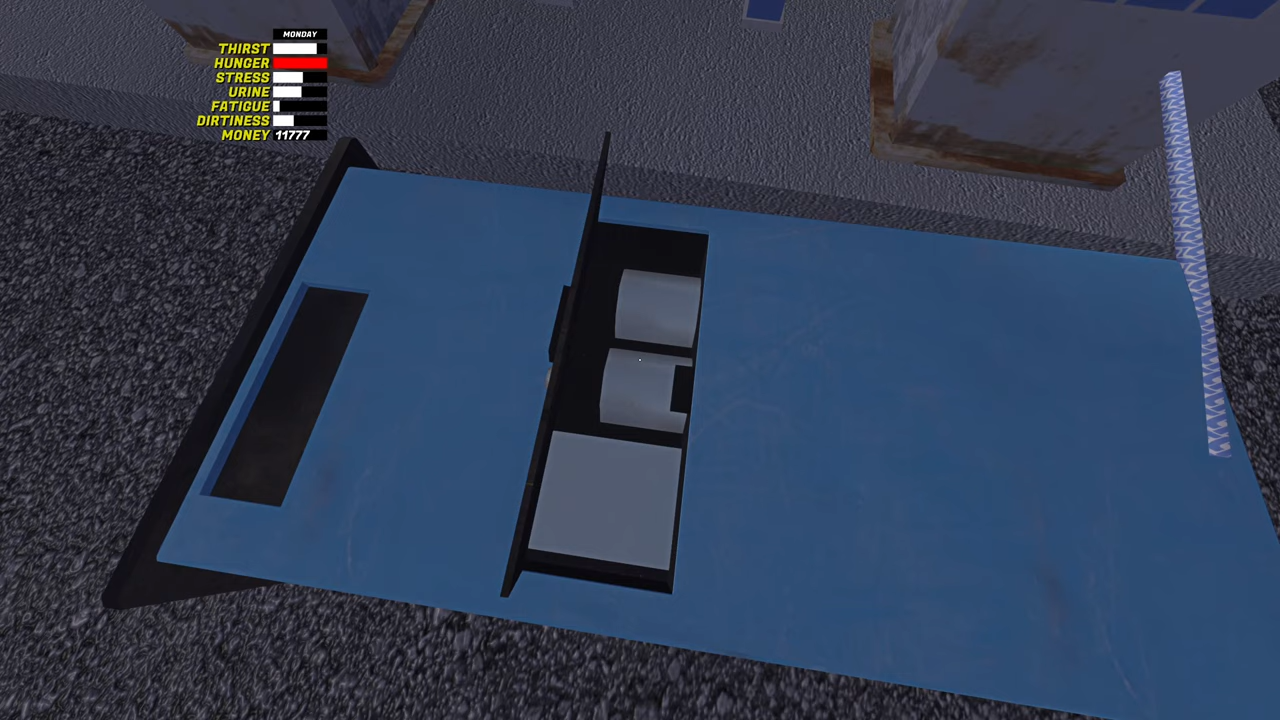 MONDAY
THIRST
HUNGER
STRESS
URINE
FATIGUE
DIRTINESS
MONEY 11777